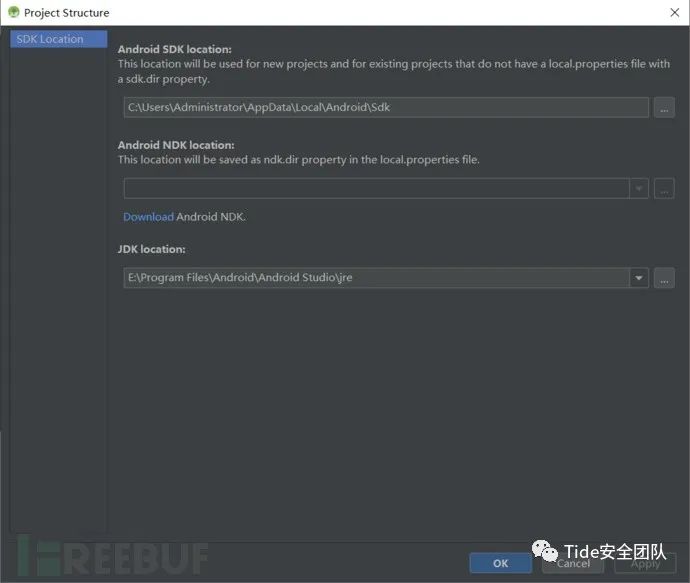 Project Structure
SDK Location
Android SDK location:
This location will be used for new projects and for existing projects that do not have a local.properties file with
a sdk.dir property.
C:\Users\Administrator\AppData\Local\Android\Sdk
...
Android NDK location:
This location will be saved as ndk.dir property in the local.properties file.
...
Download Android NDK.
JDK location:
E:\Program Files\Android\Android Studio\jre
...
FREEBUF
Tide安全团队
OK
Cancel
Apply